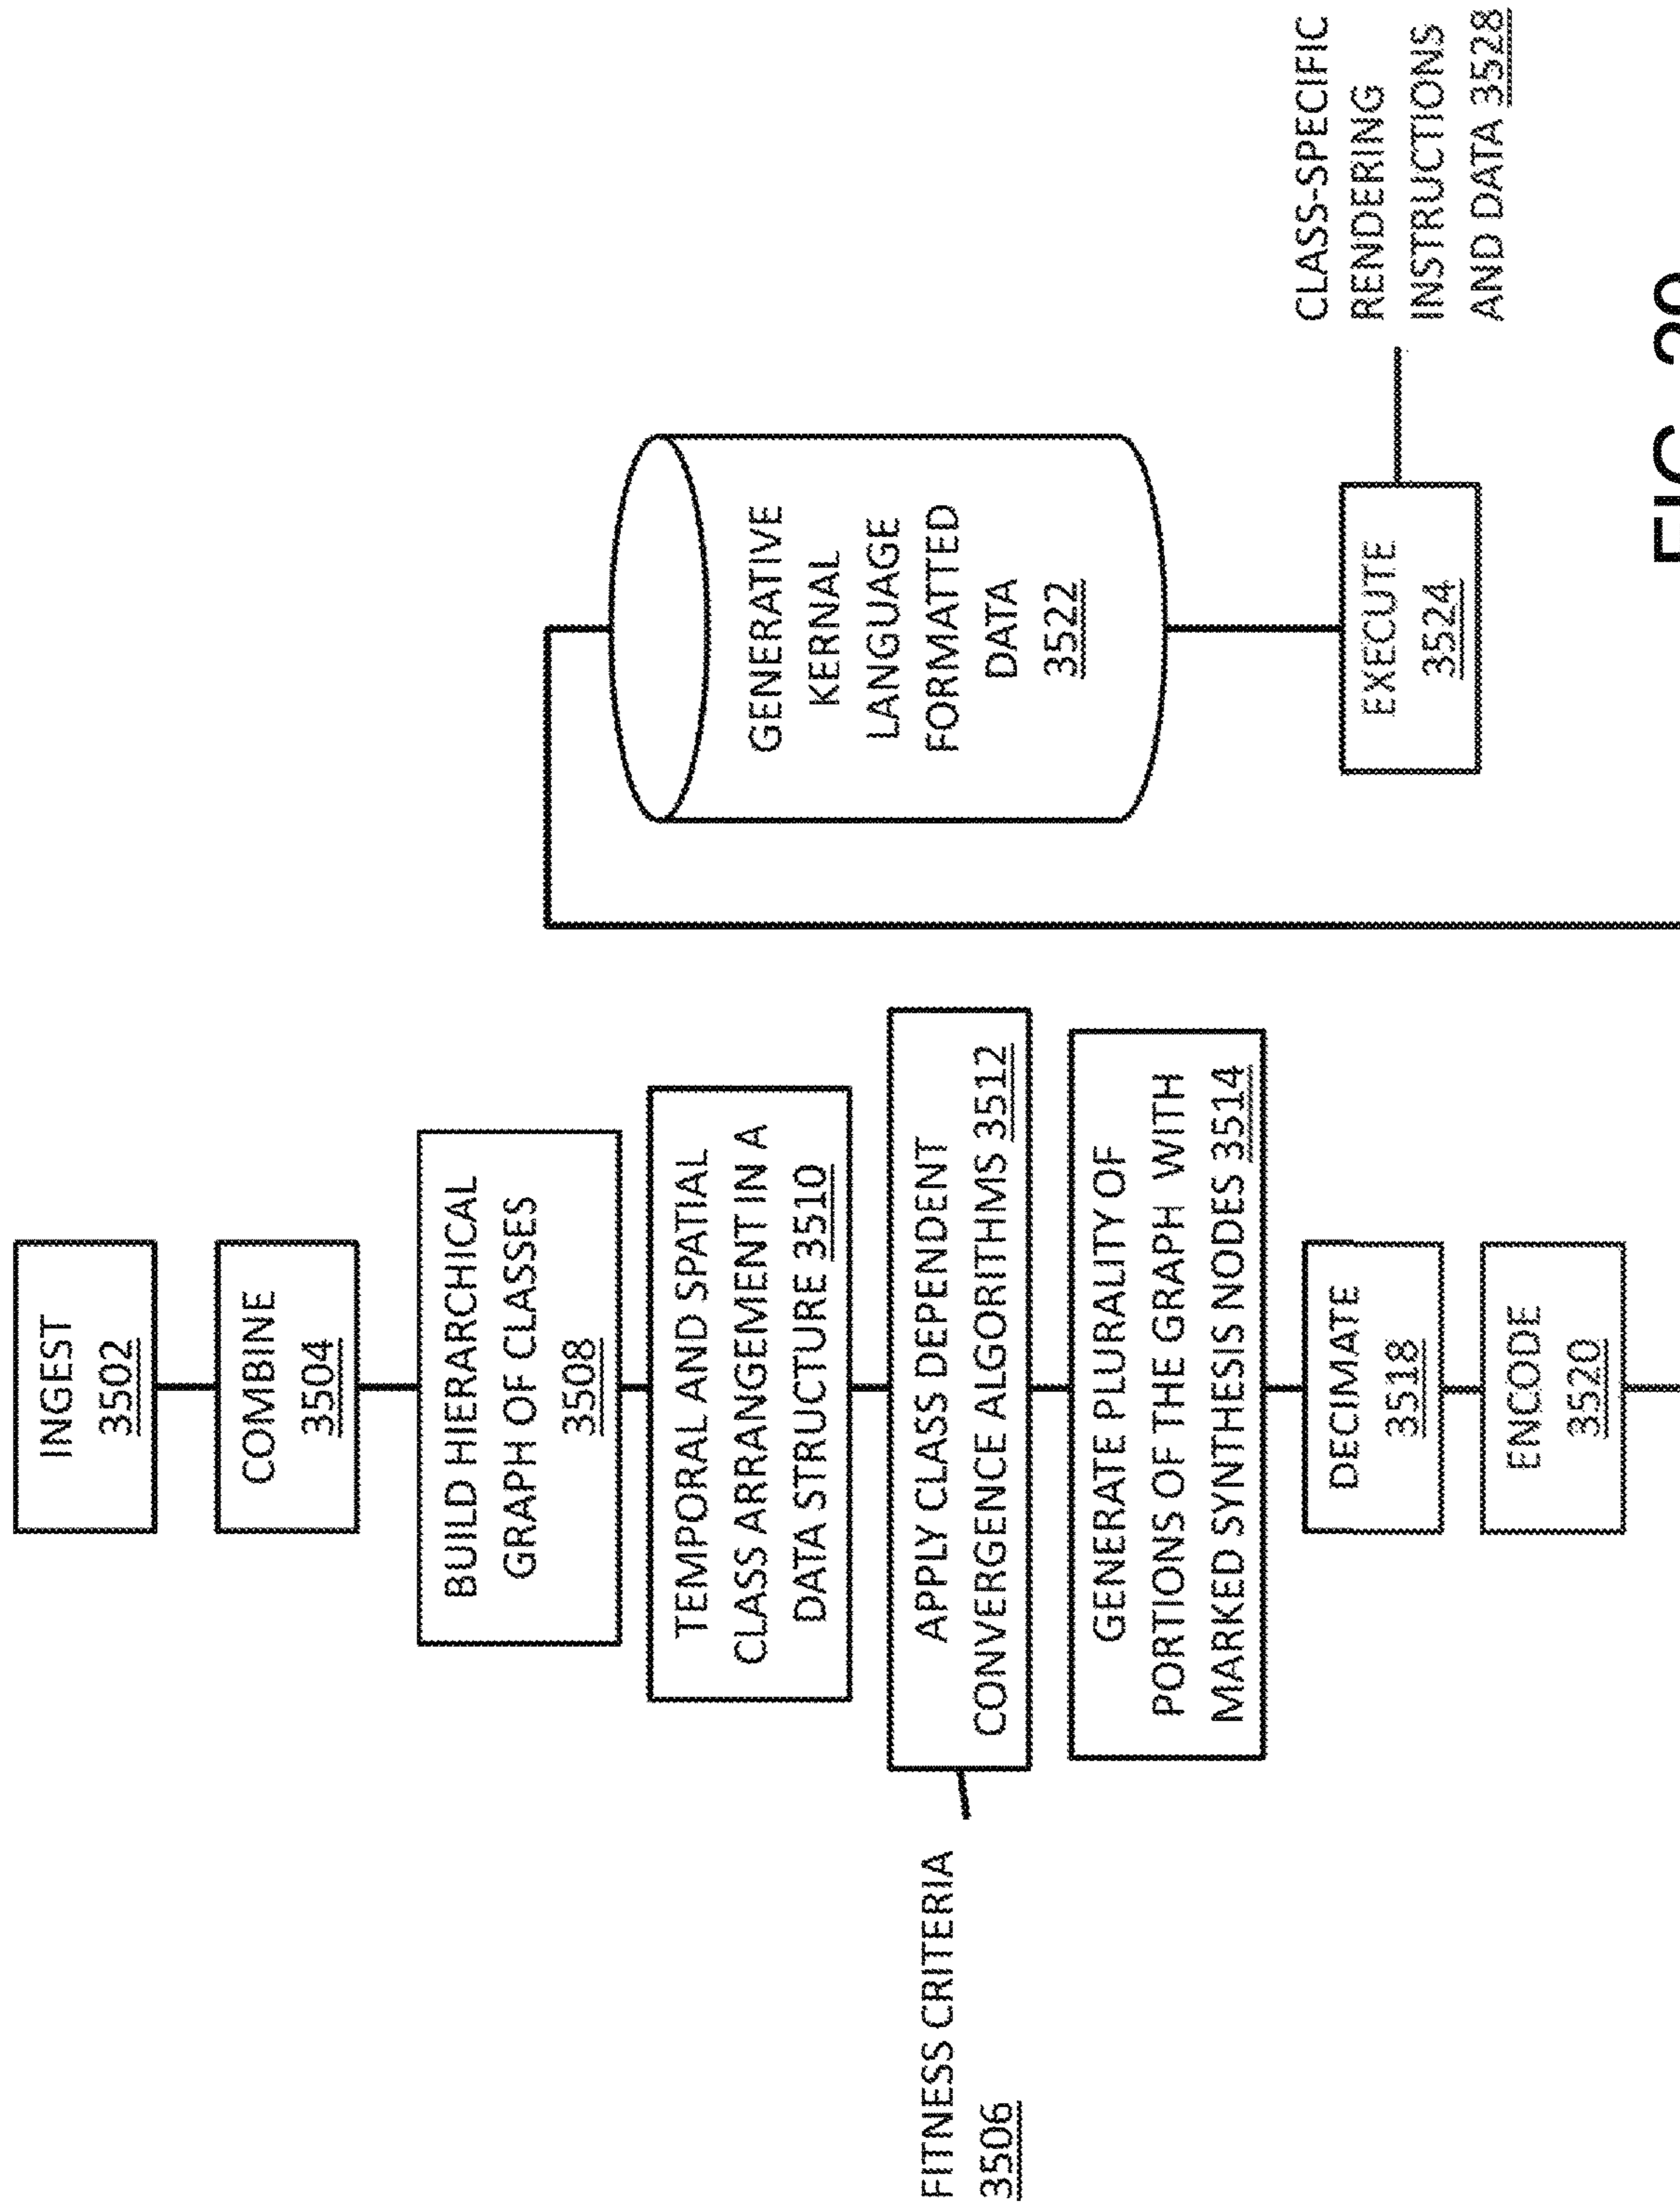 INGEST
3502
COMBINE
3504
BUILD HIERARCHICAL
GRAPH OF CLASSES
3508
TEMPORAL AND SPATIAL
CLASS ARRANGEMENT IN A
DATA STRUCTURE 3510
FITNESS CRITERIA
3506
APPLY CLASS DEPENDENT
CONVERGENCE ALGORITHMS 3512
GENERATE PLURALITY OF
PORTIONS OF THE GRAPH WITH
MARKED SYNTHESIS NODES 3514
DECIMATE
3518
ENCODE
3520
GENERATIVE
KERNAL
LANGUAGE
FORMATTED
DATA
3522
EXECUTE
3524
CLASS-SPECIFIC
RENDERING
INSTRUCTIONS
AND DATA 3528
FIG.